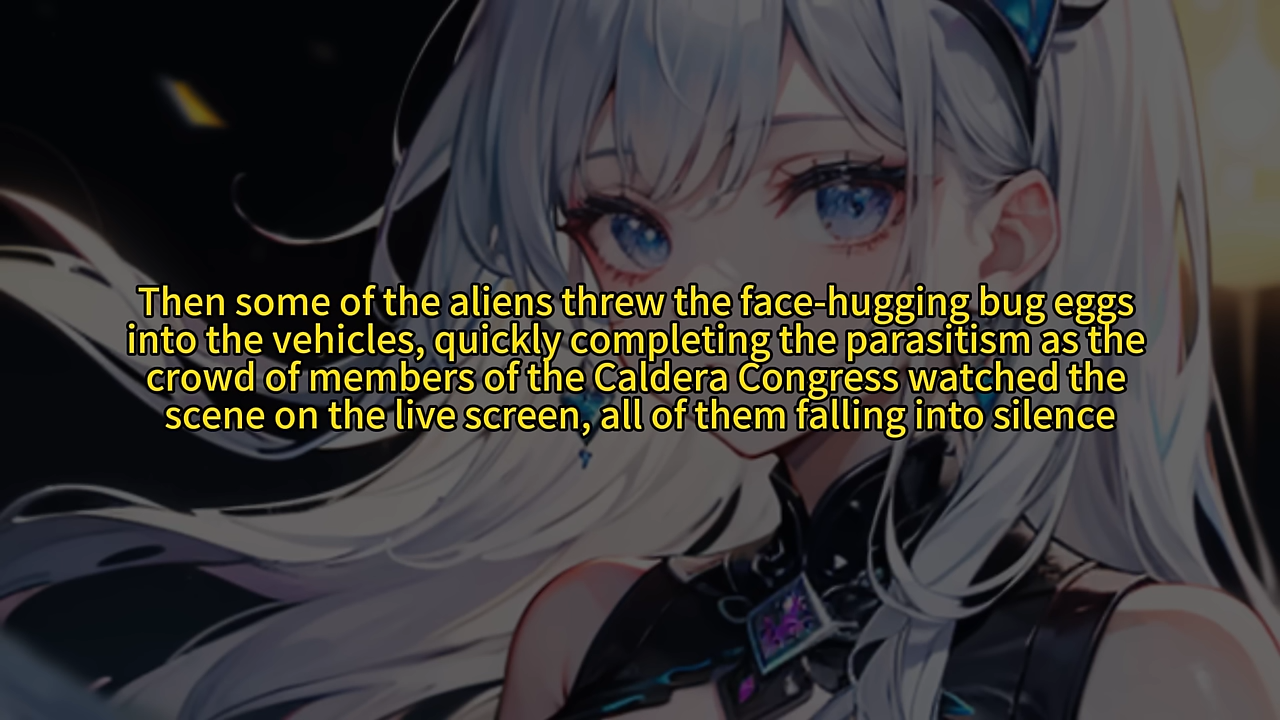 Then some of the aliens threw the face-hugging bug eggs
into the vehicles, quickly completing the parasitism as the
crowd of members of the Caldera Congress watched the
scene on the live screen, all of them falling into silence